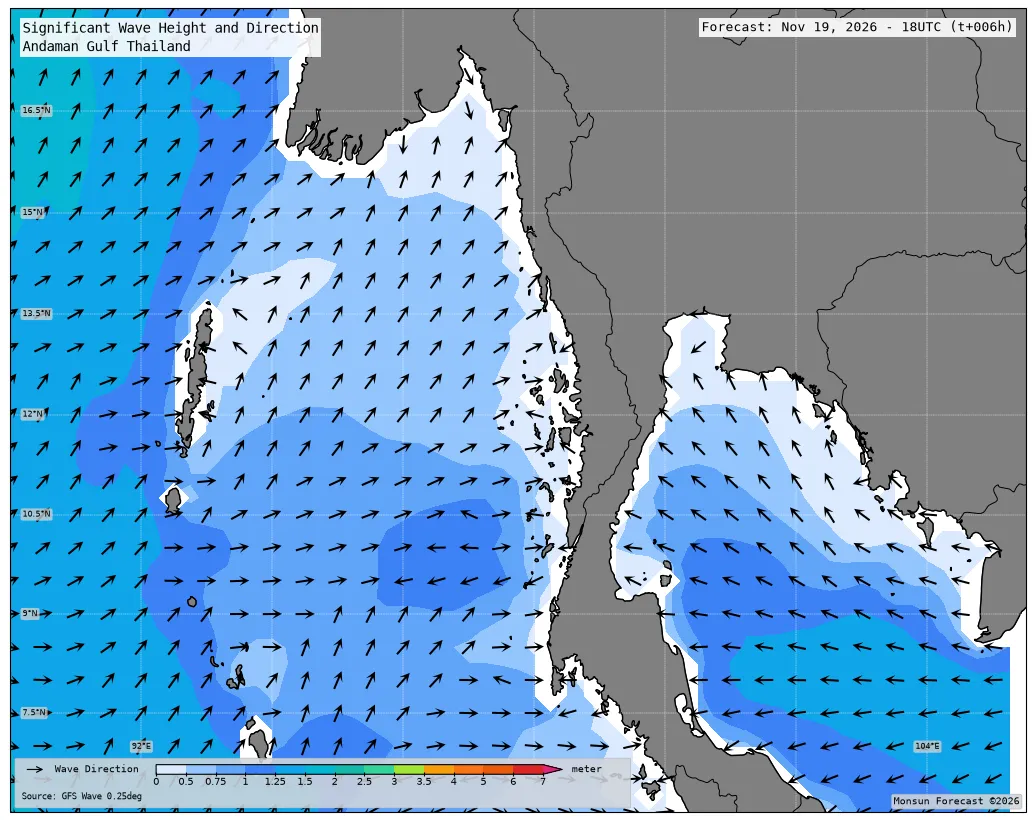 Significant Wave Height and Direction
Andaman Gulf Thailand
Forecast: Nov 19, 2026 - 18UTC (t+006h)
16.5°N
15°N
13.5°N
12°N
10.5°N
9°N
7.5°N
92°E
104°E
Wave Direction
meter
0 0.5 0.75 1 1.25 1.5 2 2.5 3 3.5 4 5 6 7
Source: GFS Wave 0.25deg
Monsun Forecast ©2026